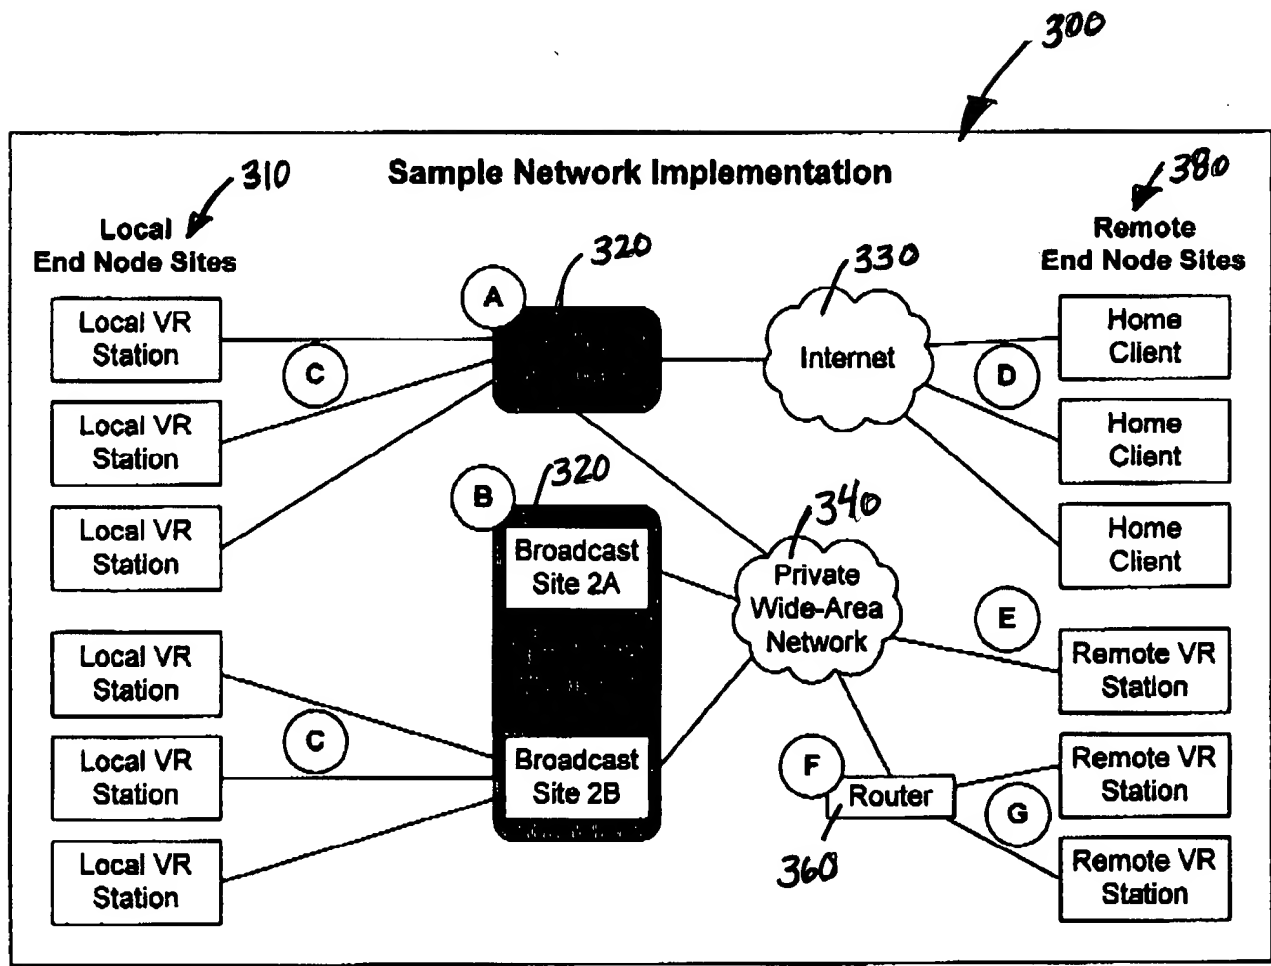 300
Sample Network Implementation
310
380
Local
End Node Sites
Remote
End Node Sites
320
330
A
Local VR
Station
C
Internet
D
Home
Client
Local VR
Station
Home
Client
B
320
340
Local VR
Station
Broadcast
Site 2A
Private
Wide-Area
Network
Home
Client
E
Local VR
Station
Remote VR
Station
C
Local VR
Station
Broadcast
Site 2B
F
Router
G
Remote VR
Station
360
Local VR
Station
Remote VR
Station